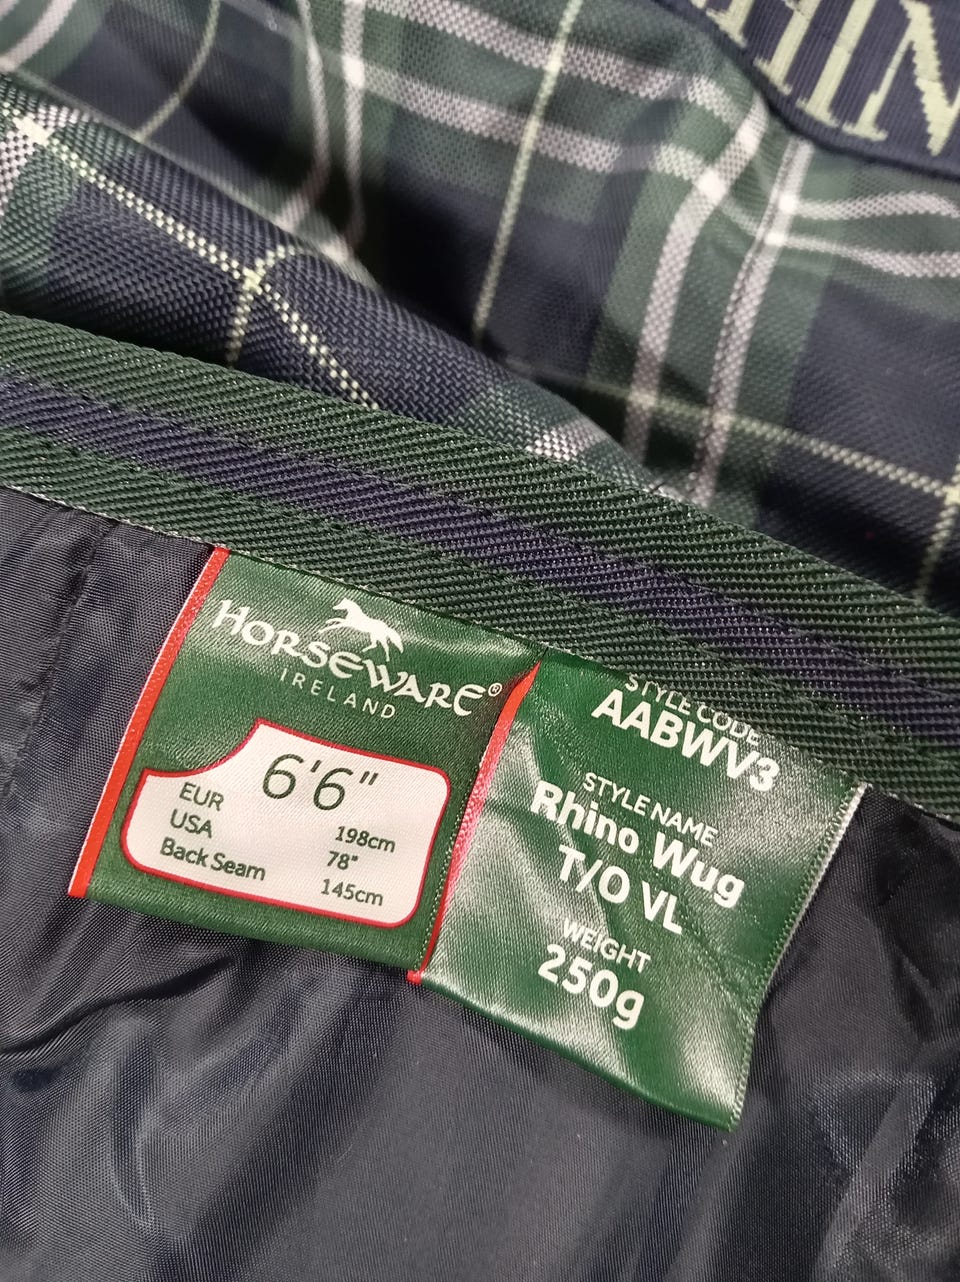 HORSEWARE®
IRELAND
6'6"
EUR 198cm
USA 78"
Back Seam 145cm
STYLE CODE
AABWV3
STYLE NAME
Rhino Wug
T/O VL
WEIGHT
250g